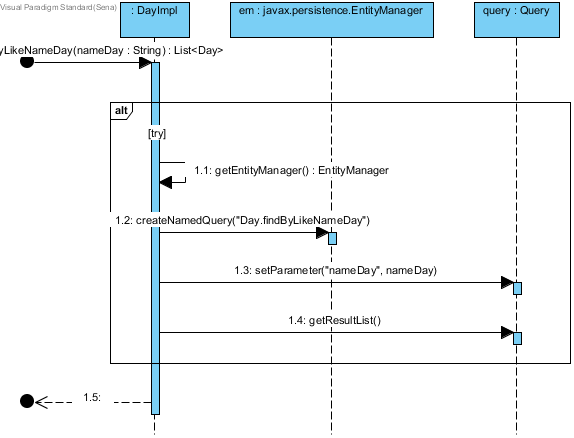 Visual Paradigm Standard(Sena)
: DayImpl
em : javax.persistence.EntityManager
query : Query
yLikeNameDay(nameDay : String) : List<Day>
alt
[try]
1.1: getEntityManager() : EntityManager
1.2: createNamedQuery("Day.findByLikeNameDay")
1.3: setParameter("nameDay", nameDay)
1.4: getResultList()
1.5: